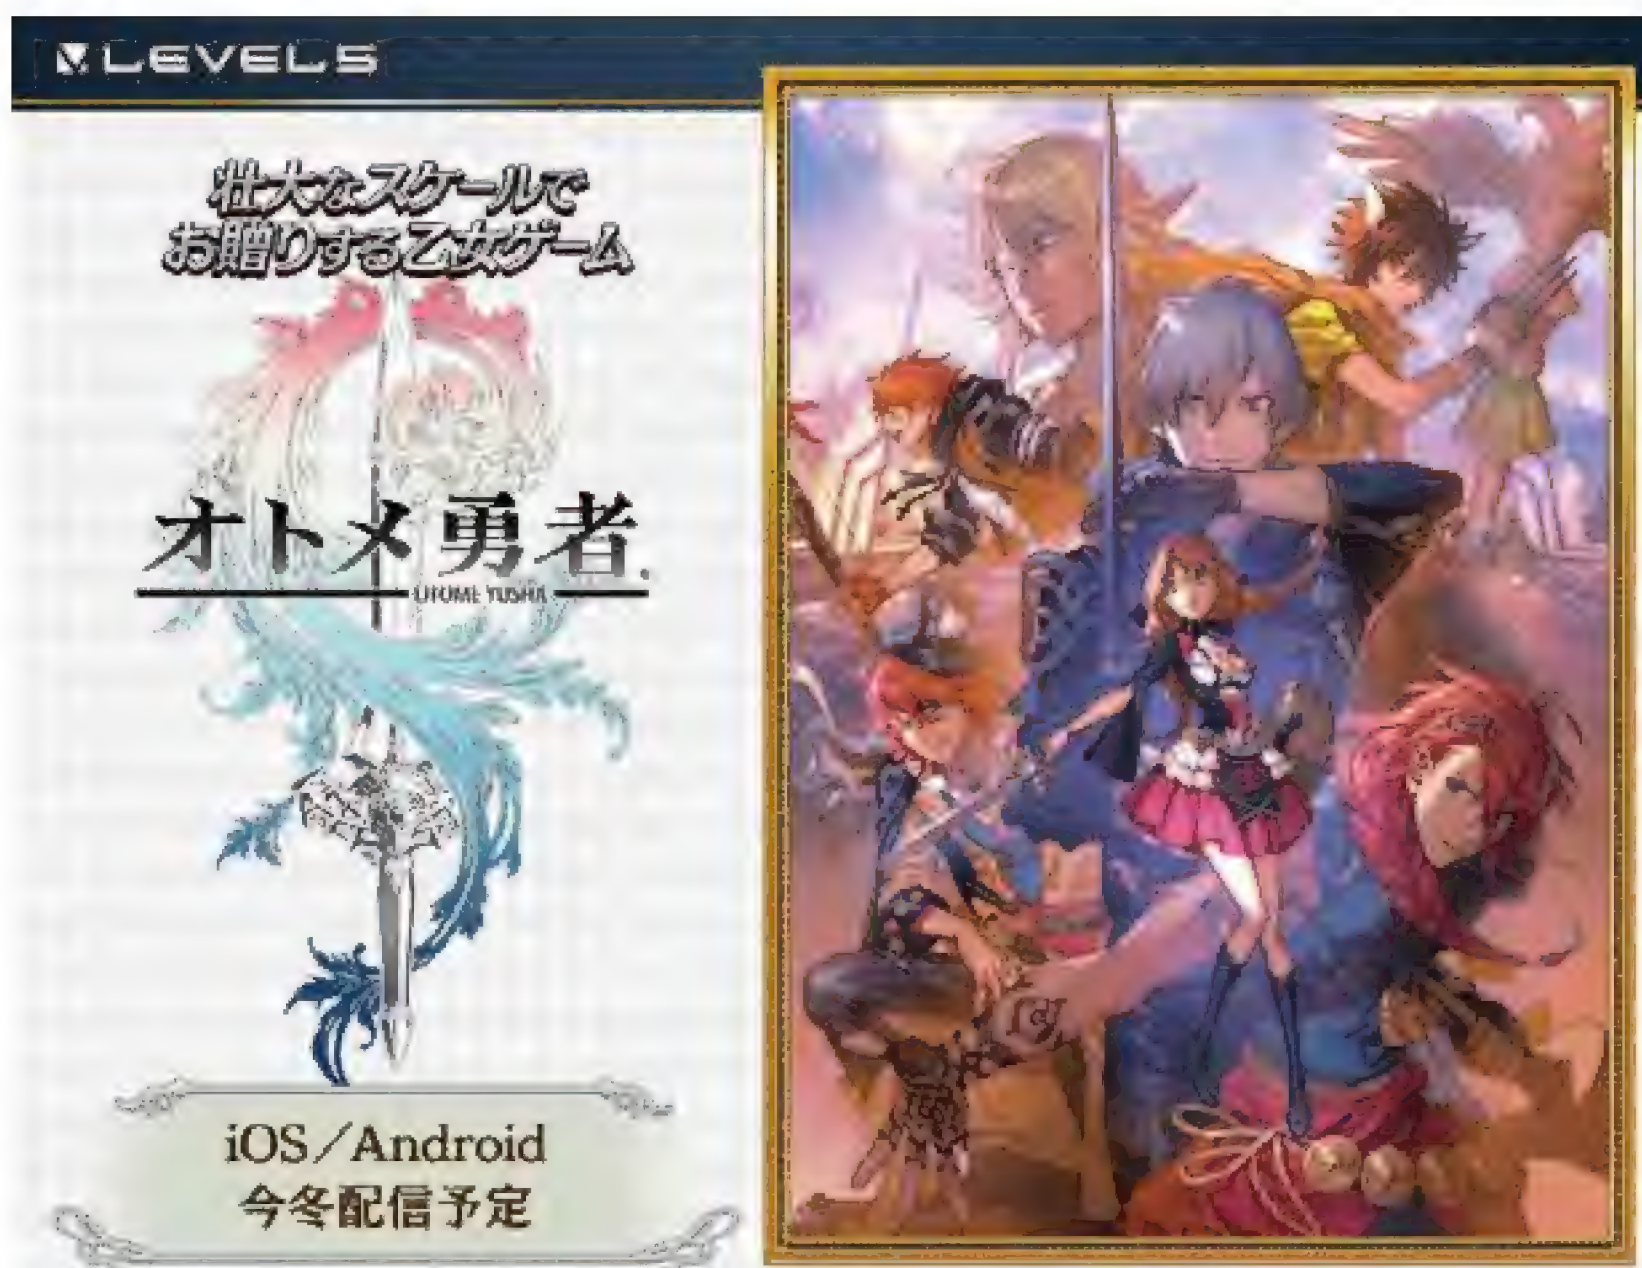 LEVEL5
壮大なスケールで
お贈りする乙女ゲーム
オトメ勇者
OTOME YUSHA
iOS/Android
今冬配信予定